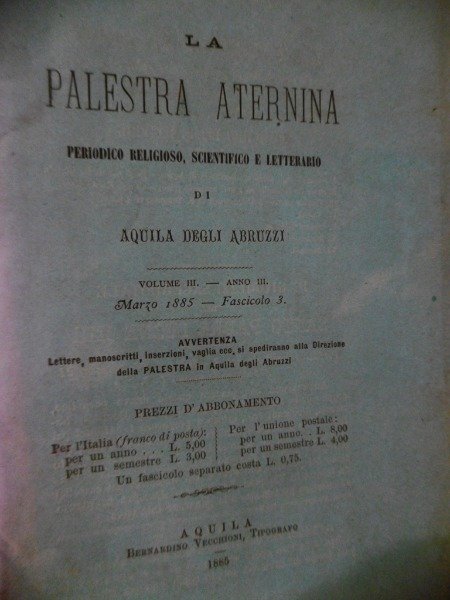 LA
PALESTRA ATERNINA
PERIODICO RELIGIOSO, SCIENTIFICO E LETTERARIO
DI
AQUILA DEGLI ABRUZZI
VOLUME III. — ANNO III.
Marzo 1885 — Fascicolo 3.
AVVERTENZA
Lettere, manoscritti, inserzioni, vaglia ecc, si spediranno alla Direzione
della PALESTRA in Aquila degli Abruzzi
PREZZI D'ABBONAMENTO
Per l'Italia (franco di posta):
per un anno . . . L. 5,00
per un semestre L. 3,00
Per l'unione postale:
per un anno. . L. 8,00
per un semestre L. 4,00
Un fascicolo separato costa L. 0,75.
AQUILA
BERNARDINO VECCHIONI, TIPOGRAFO
—
1885